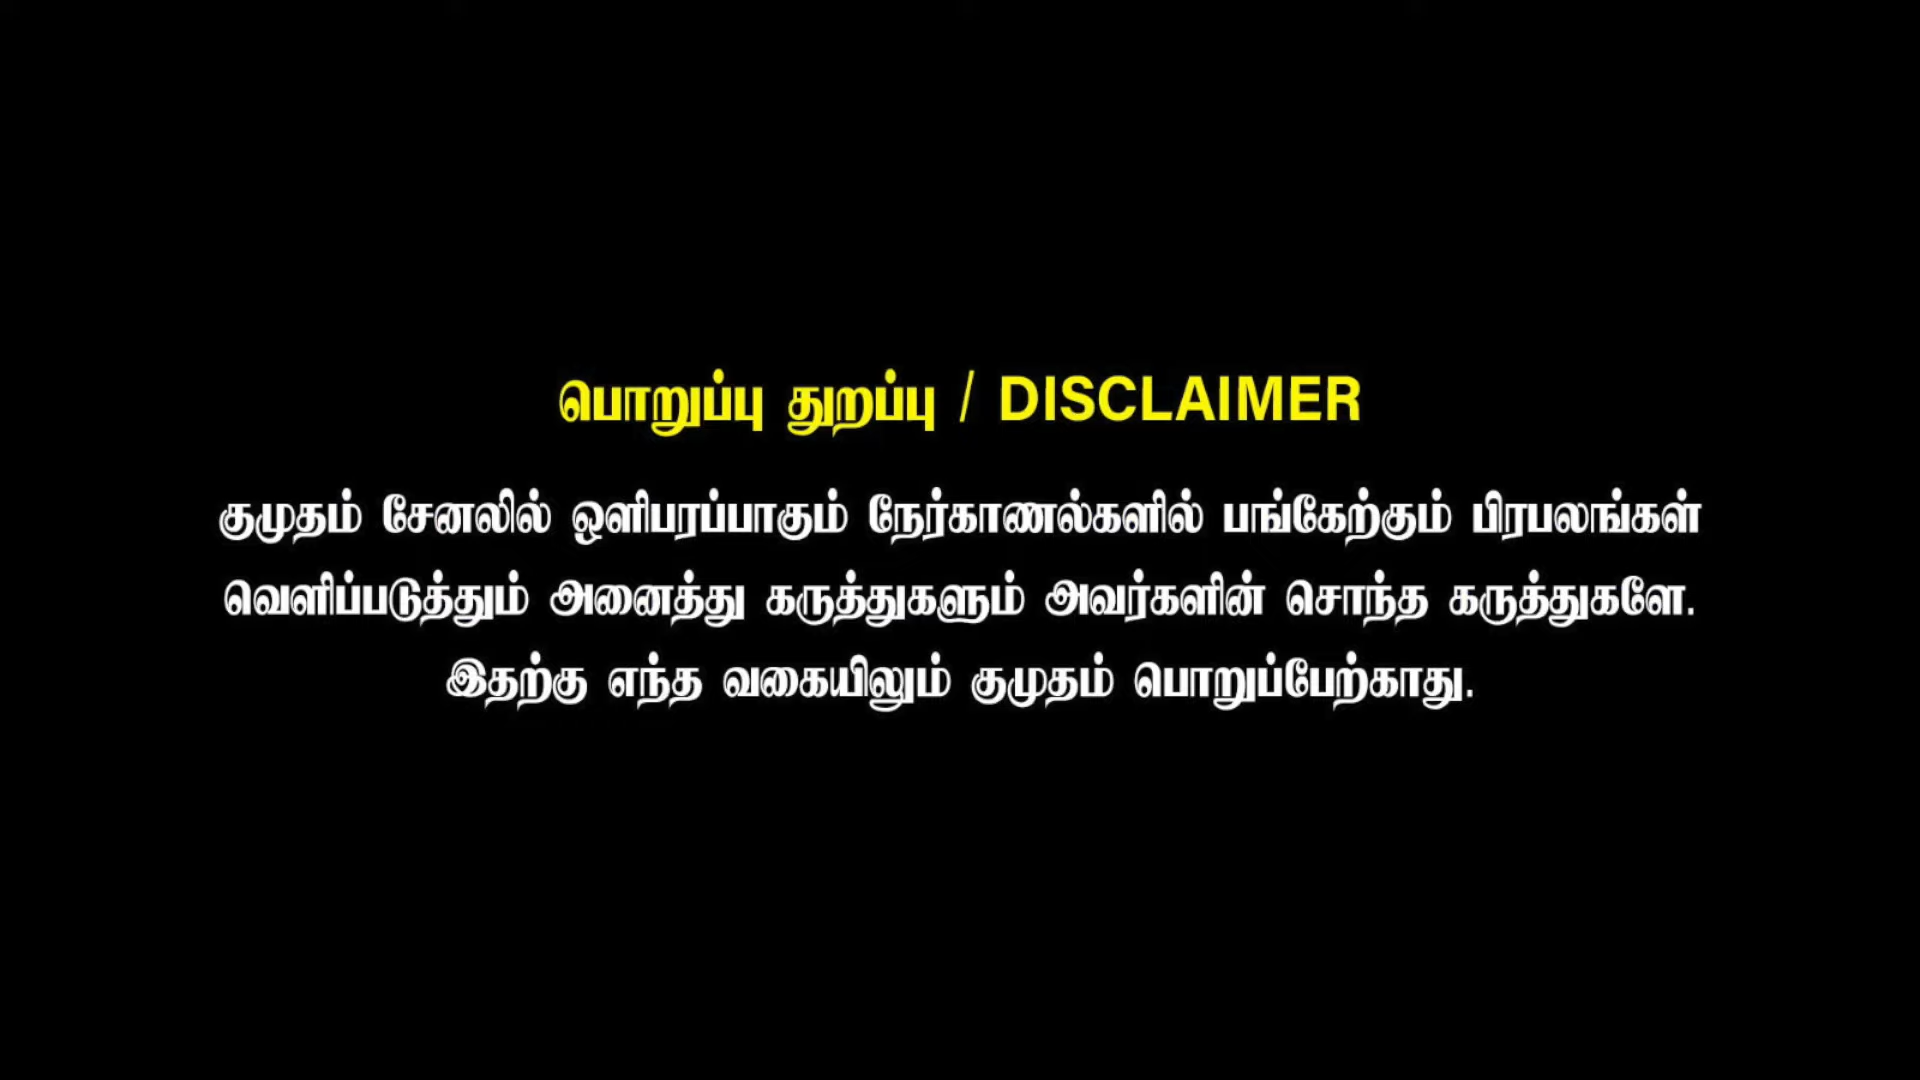 பொறுப்பு துறப்பு / DISCLAIMER
குமுதம் சேனலில் ஒளிபரப்பாகும் நேர்காணல்களில் பங்கேற்கும் பிரபலங்கள்
வெளிப்படுத்தும் அனைத்து கருத்துகளும் அவர்களின் சொந்த கருத்துகளே.
இதற்கு எந்த வகையிலும் குமுதம் பொறுப்பேற்காது.